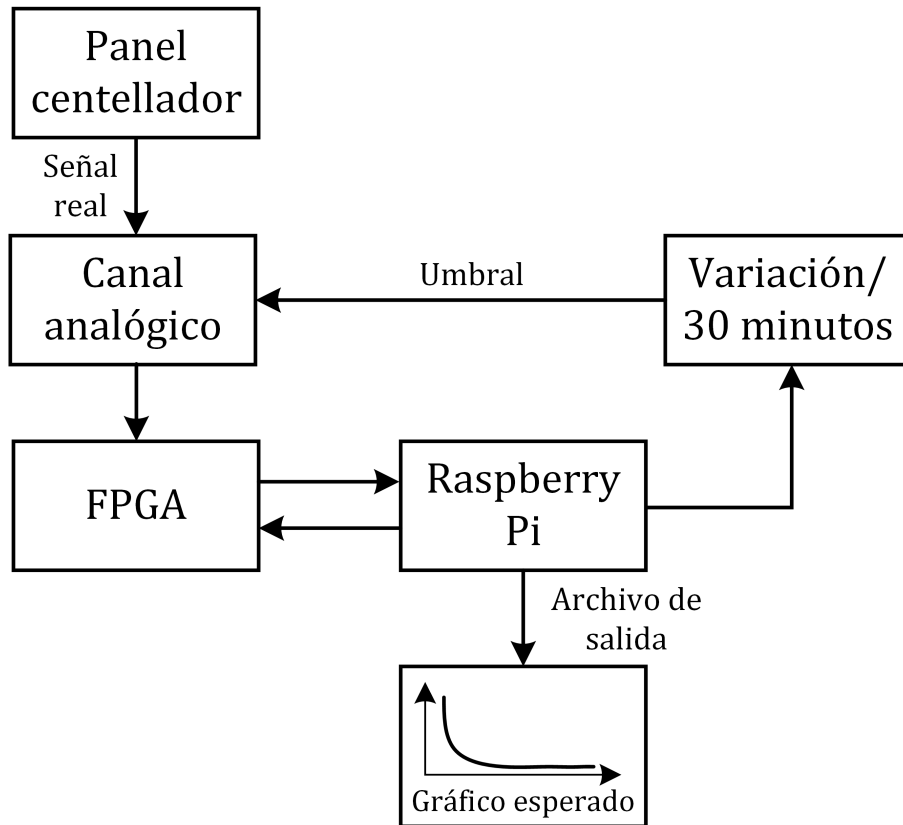 Panel
centellador
Señal
real
Canal
analógico
Umbral
Variación/
30 minutos
FPGA
Raspberry
Pi
Archivo de
salida
Gráfico esperado